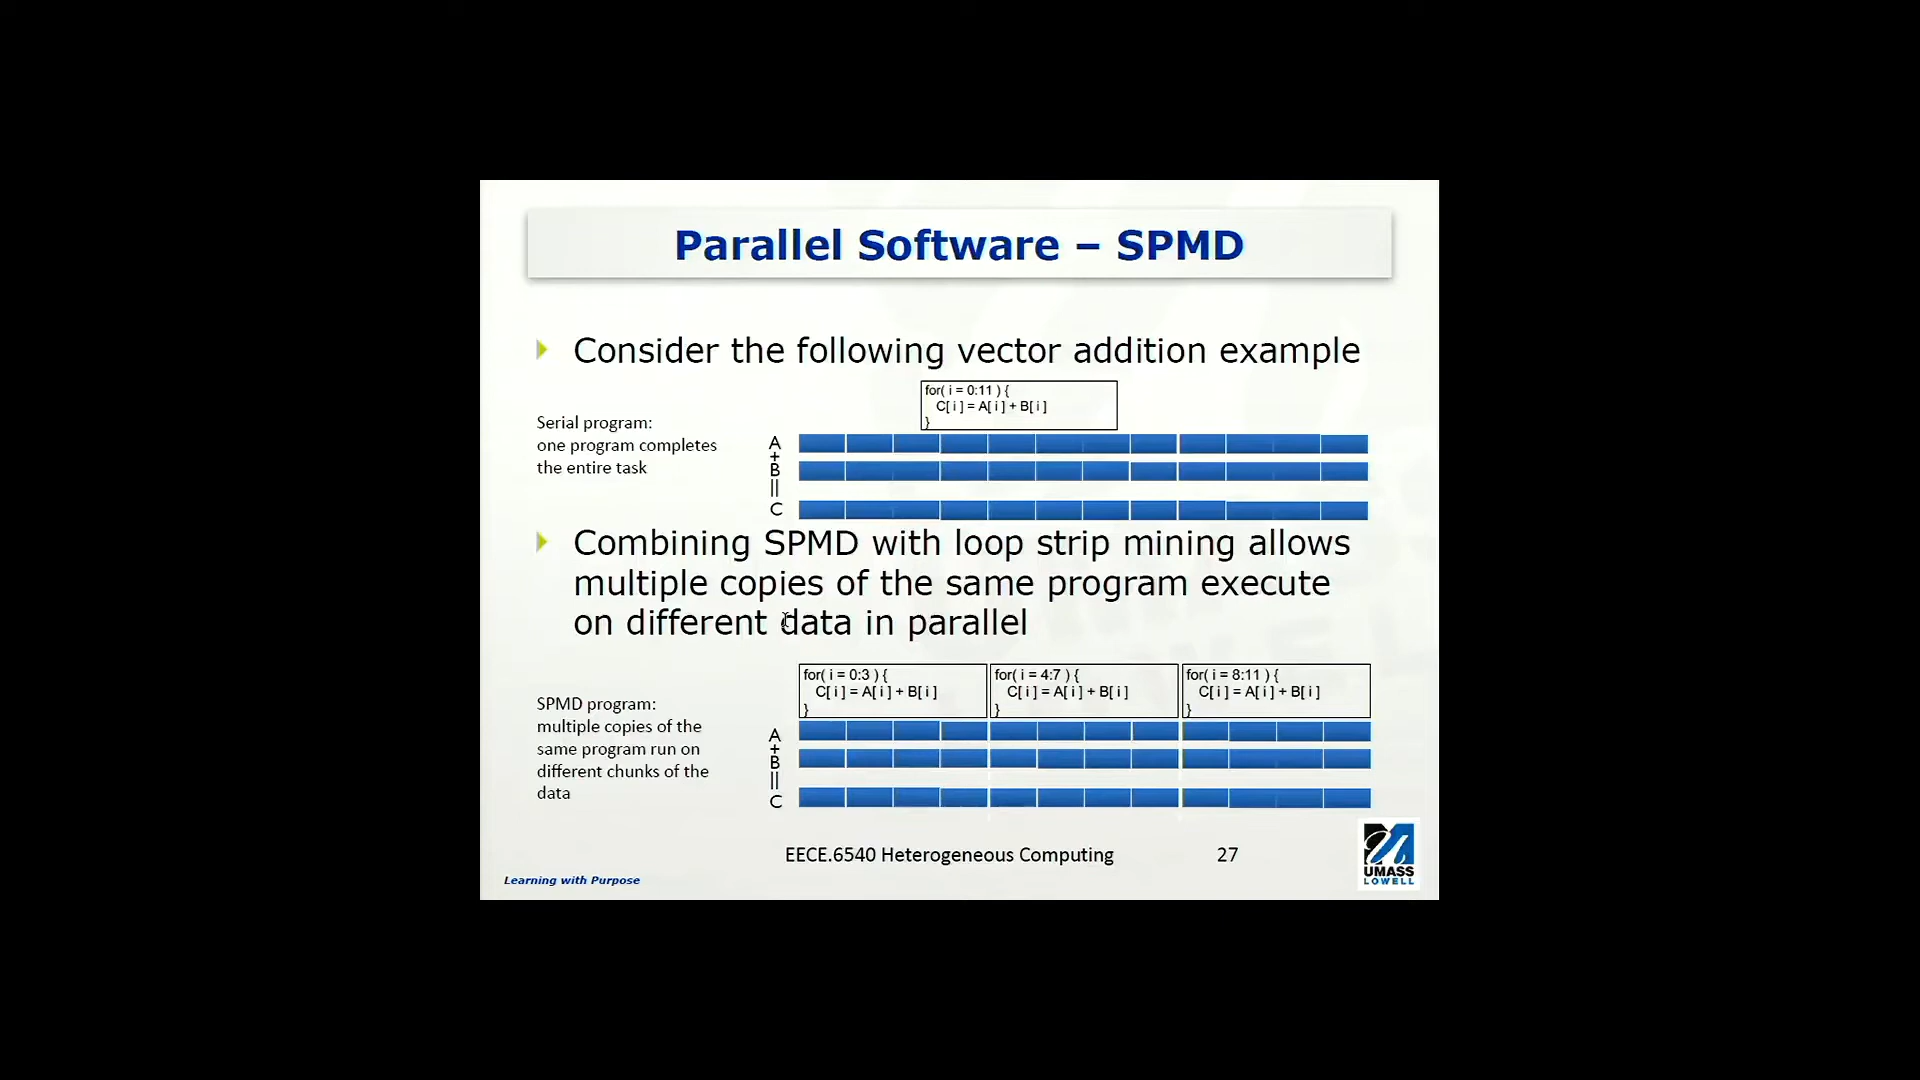 Parallel Software – SPMD
Consider the following vector addition example
for( i = 0:11 ) {
C[ i ] = A[ i ] + B[ i ]
}
Serial program:
one program completes
the entire task
A
+
B
||
C
Combining SPMD with loop strip mining allows
multiple copies of the same program execute
on different data in parallel
for( i = 0:3 ) {
C[ i ] = A[ i ] + B[ i ]
}
for( i = 4:7 ) {
C[ i ] = A[ i ] + B[ i ]
}
for( i = 8:11 ) {
C[ i ] = A[ i ] + B[ i ]
}
SPMD program:
multiple copies of the
same program run on
different chunks of the
data
A
+
B
||
C
EECE.6540 Heterogeneous Computing
27
Learning with Purpose
UMASS
LOWELL